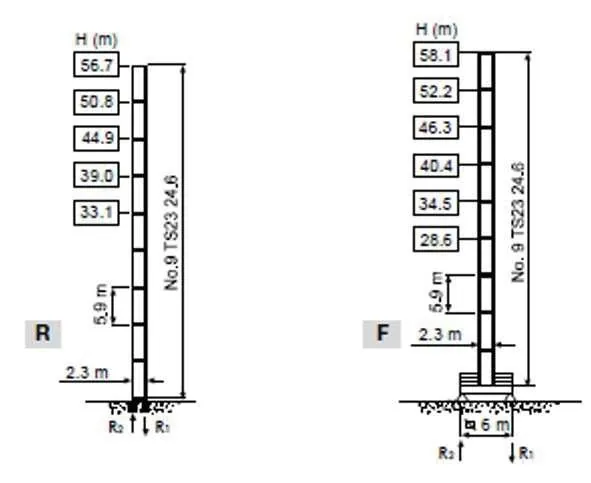 H (m)
56.7
50.8
44.9
39.0
33.1
No.9 TS23 24.6
5.9 m
R
2.3 m
R2 R1
H (m)
58.1
52.2
46.3
40.4
34.5
28.6
No. 9 TS23 24.6
5.9 m
F
2.3 m
6 m
R2 R1